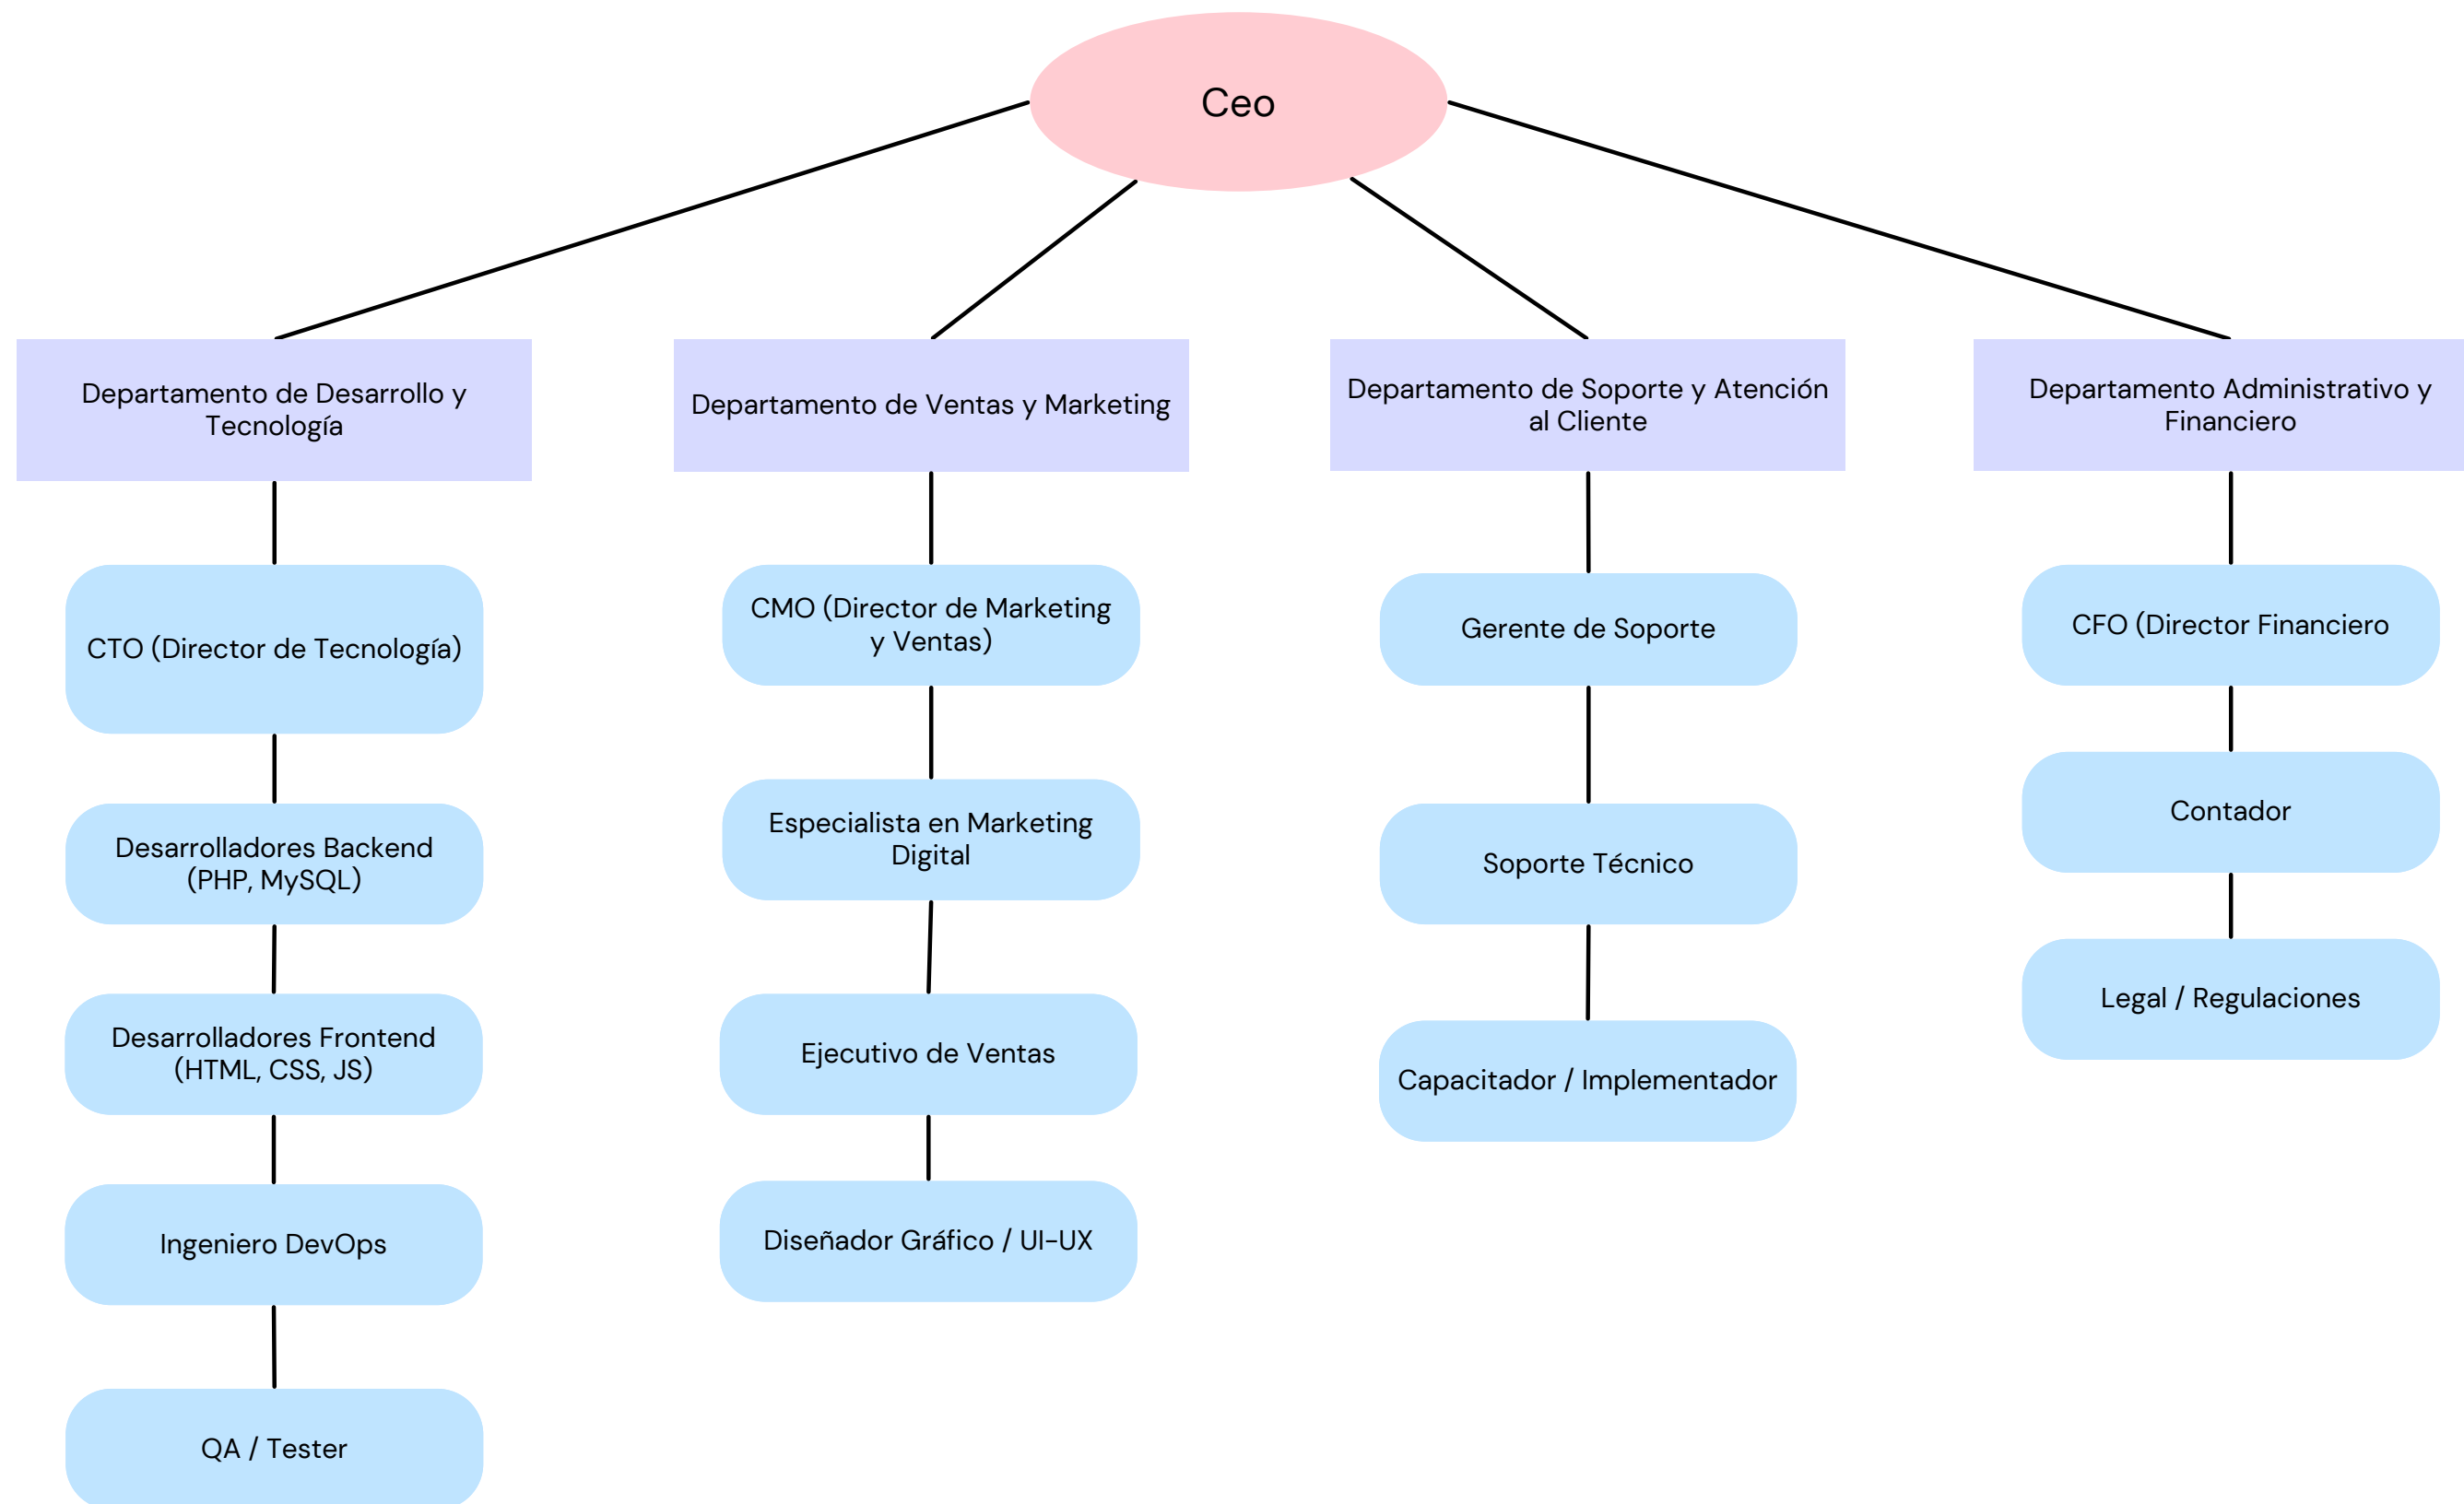 Ceo
Departamento de Desarrollo y
Tecnología
Departamento de Ventas y Marketing
Departamento de Soporte y Atención
al Cliente
Departamento Administrativo y
Financiero
CTO (Director de Tecnología)
Desarrolladores Backend
(PHP, MySQL)
Desarrolladores Frontend
(HTML, CSS, JS)
Ingeniero DevOps
QA / Tester
CMO (Director de Marketing
y Ventas)
Especialista en Marketing
Digital
Ejecutivo de Ventas
Diseñador Gráfico / UI-UX
Gerente de Soporte
Soporte Técnico
Capacitador / Implementador
CFO (Director Financiero
Contador
Legal / Regulaciones